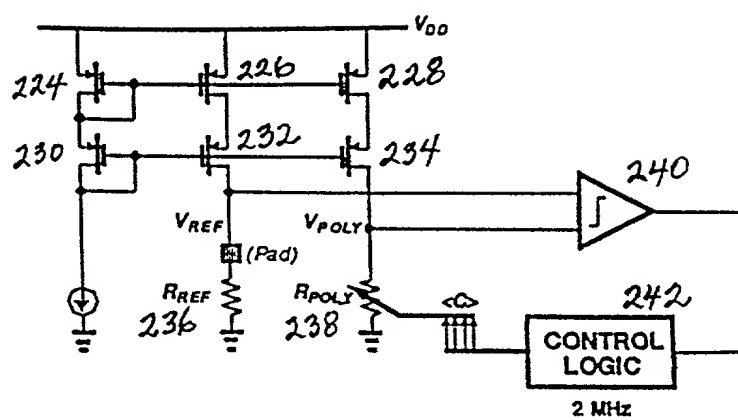 VDD
224
226
228
230
232
234
240
VREF
VPOLY
(Pad)
RREF
RPOLY
<C>
236
238
242
CONTROL
LOGIC
2 MHz